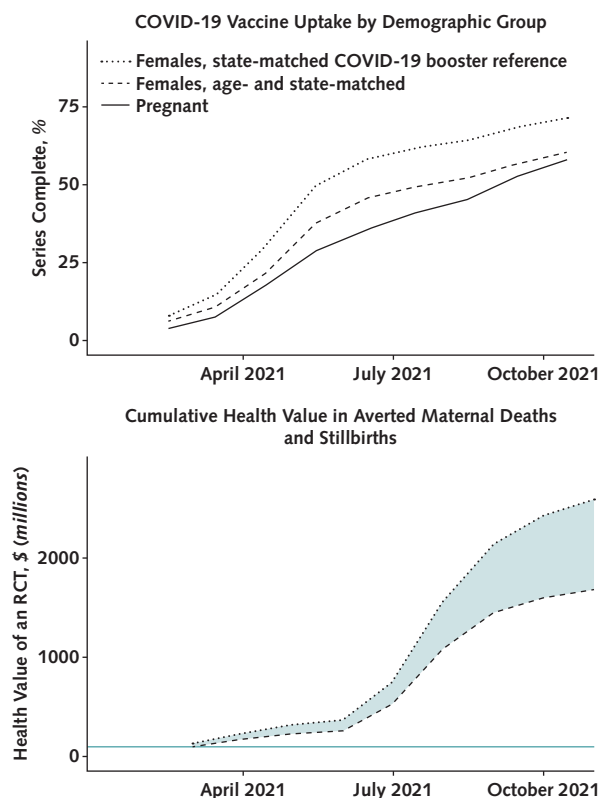 COVID-19 Vaccine Uptake by Demographic Group
Females, state-matched COVID-19 booster reference
Females, age- and state-matched
Pregnant
Series Complete, %
75
50
25
0
April 2021
July 2021
October 2021
Cumulative Health Value in Averted Maternal Deaths
and Stillbirths
Health Value of an RCT, $ (millions)
2000
1000
0
April 2021
July 2021
October 2021